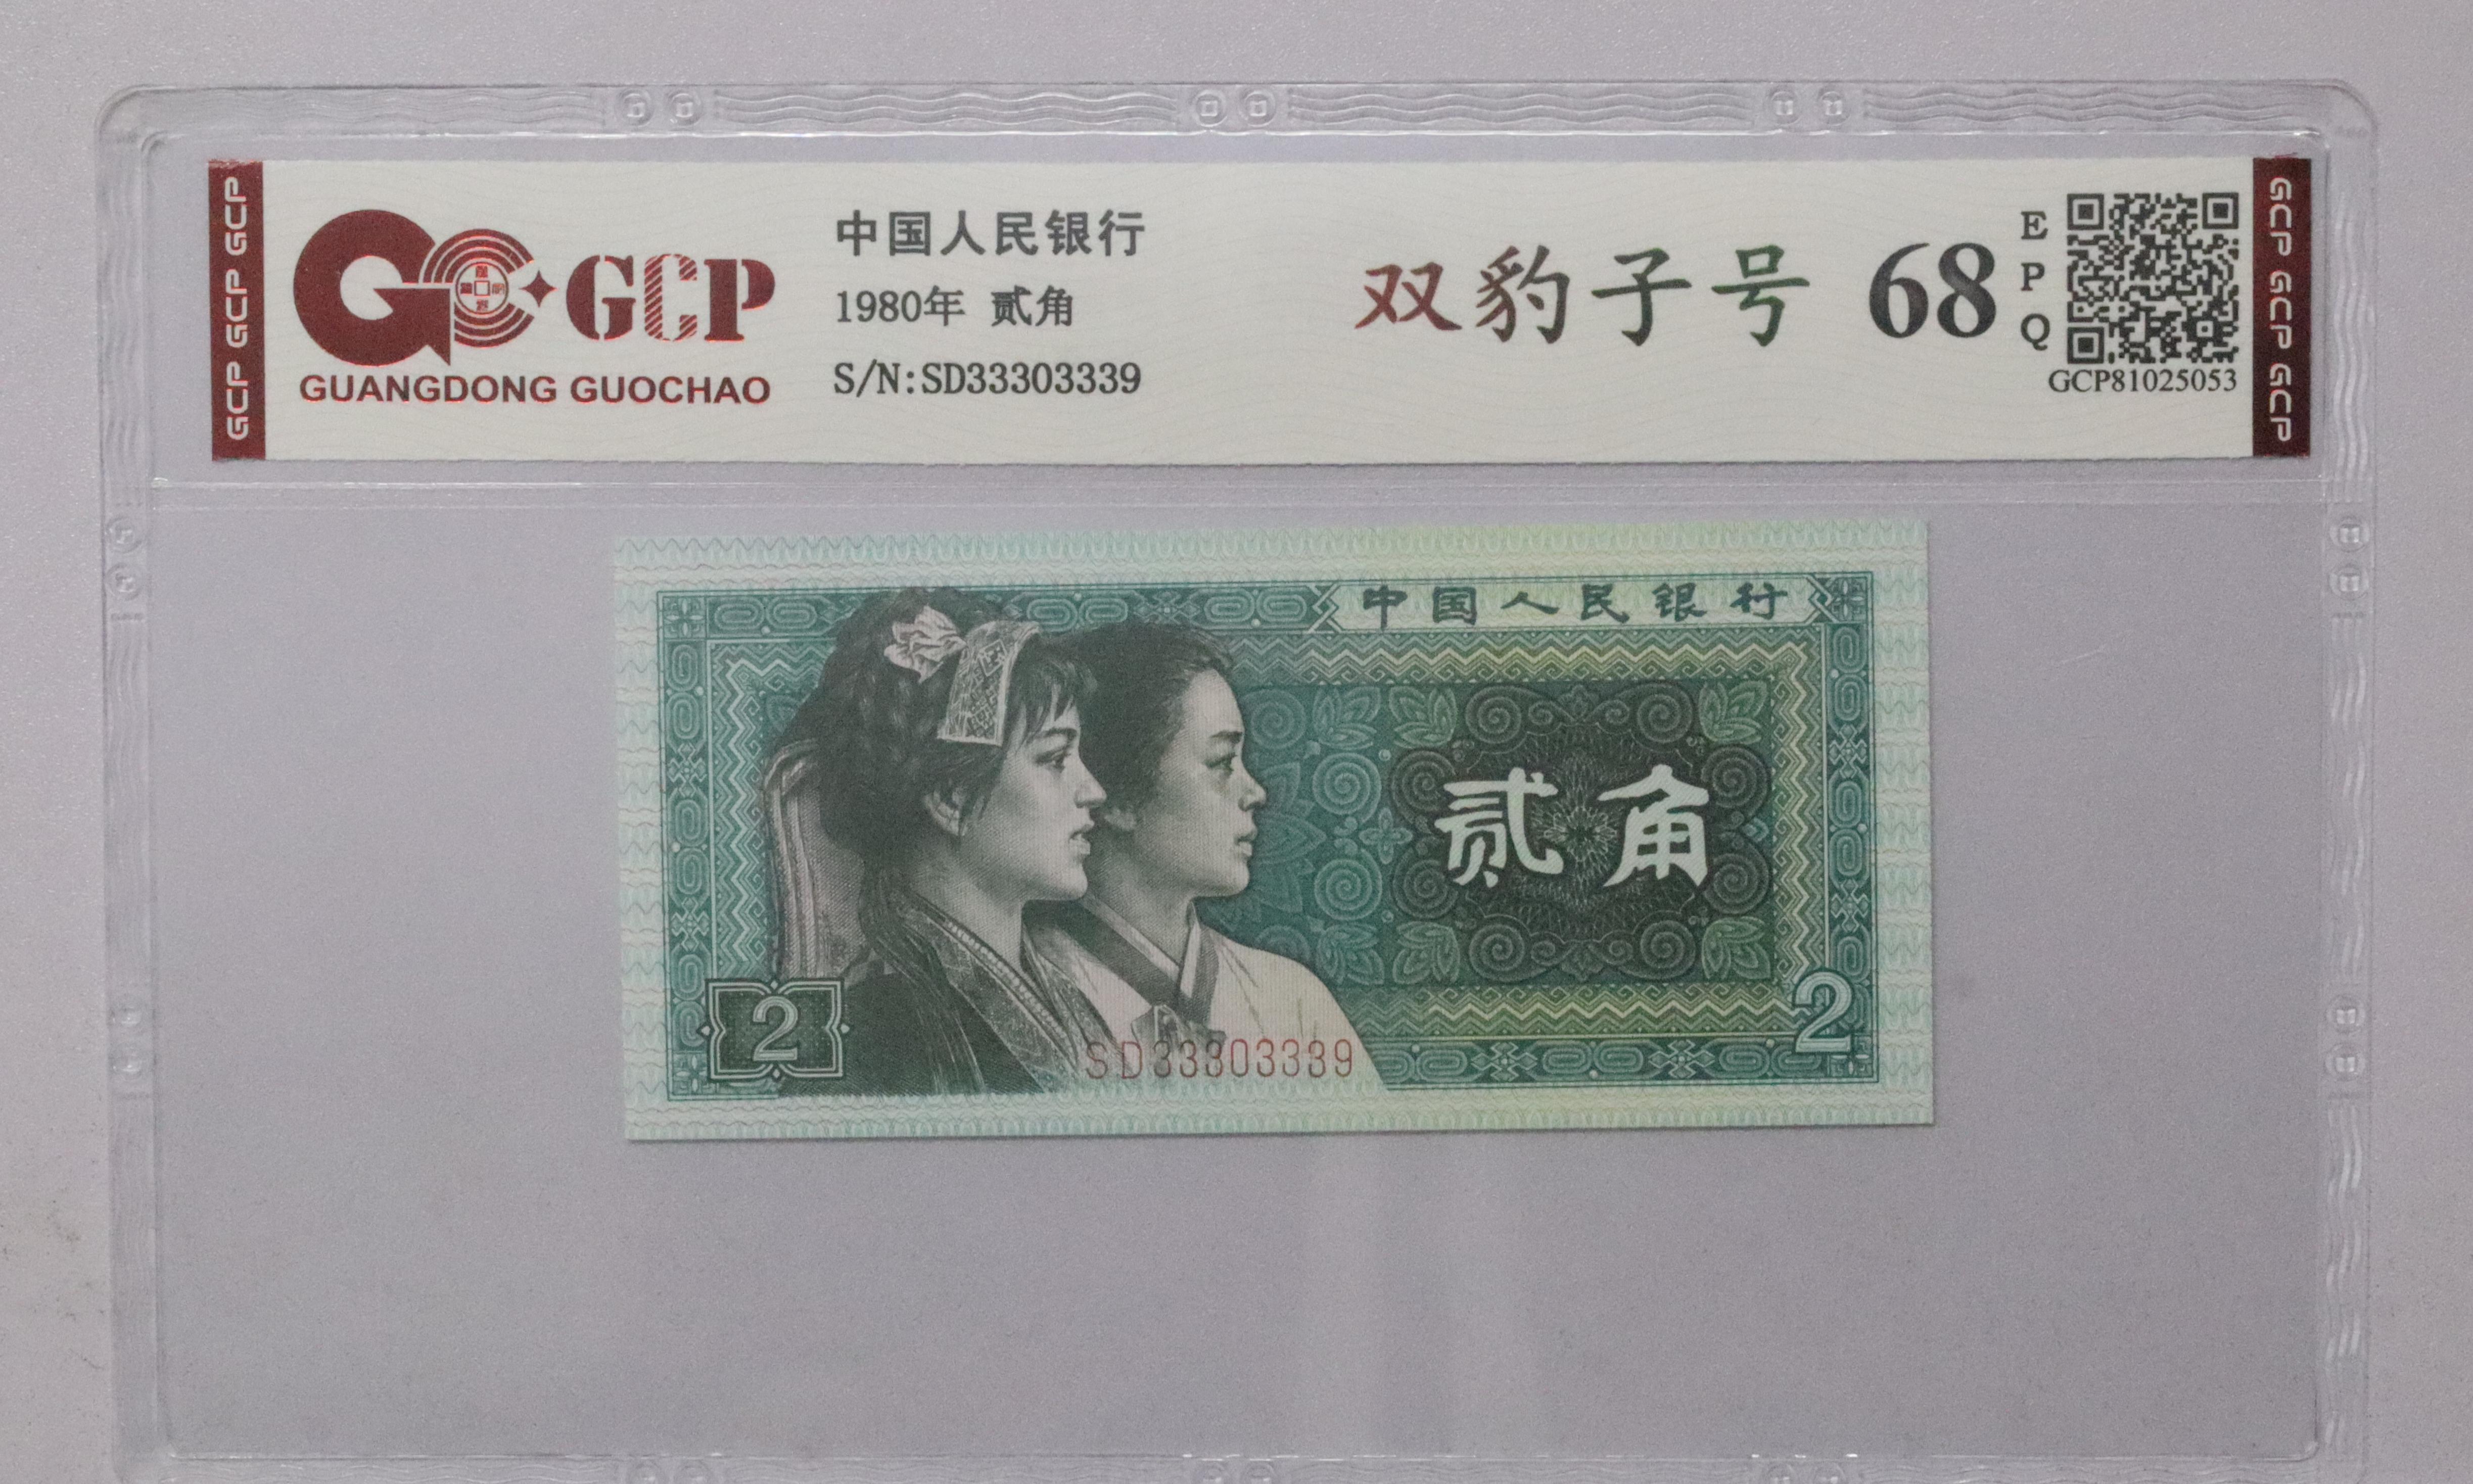 GCP GCP GCP
GCP
GUANGDONG GUOCHAO
中国人民银行
1980年 贰角
S/N:SD33303339
双豹子号 68
EPQ
GCP81025053
GCP GCP GCP
中国人民银行
贰角
2
2
SD33303339